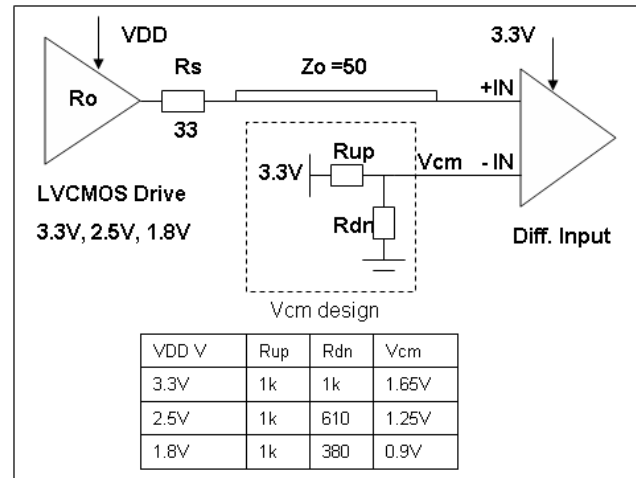 VDD
3.3V
Rs
Zo =50
Ro
+IN
33
Rup
3.3V
Vcm
- IN
LVCMOS Drive
Rdn
3.3V, 2.5V, 1.8V
Diff. Input
Vcm design
VDD V Rup Rdn Vcm
3.3V 1k 1k 1.65V
2.5V 1k 610 1.25V
1.8V 1k 380 0.9V